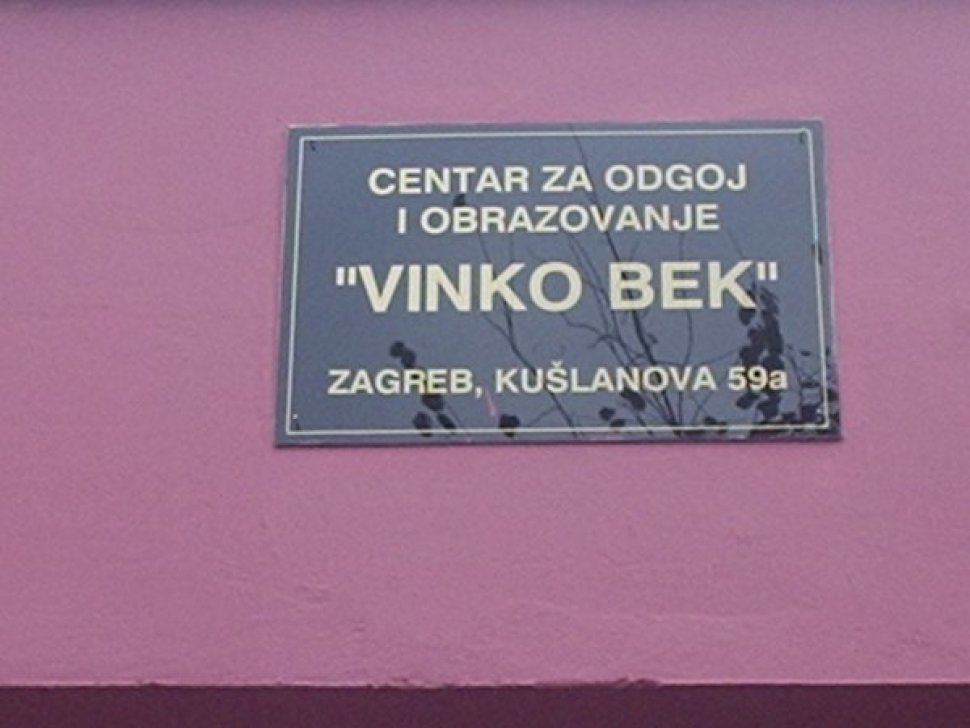 CENTAR ZA ODGOJ
I OBRAZOVANJE
"VINKO BEK"
ZAGREB, KUŠLANOVA 59a